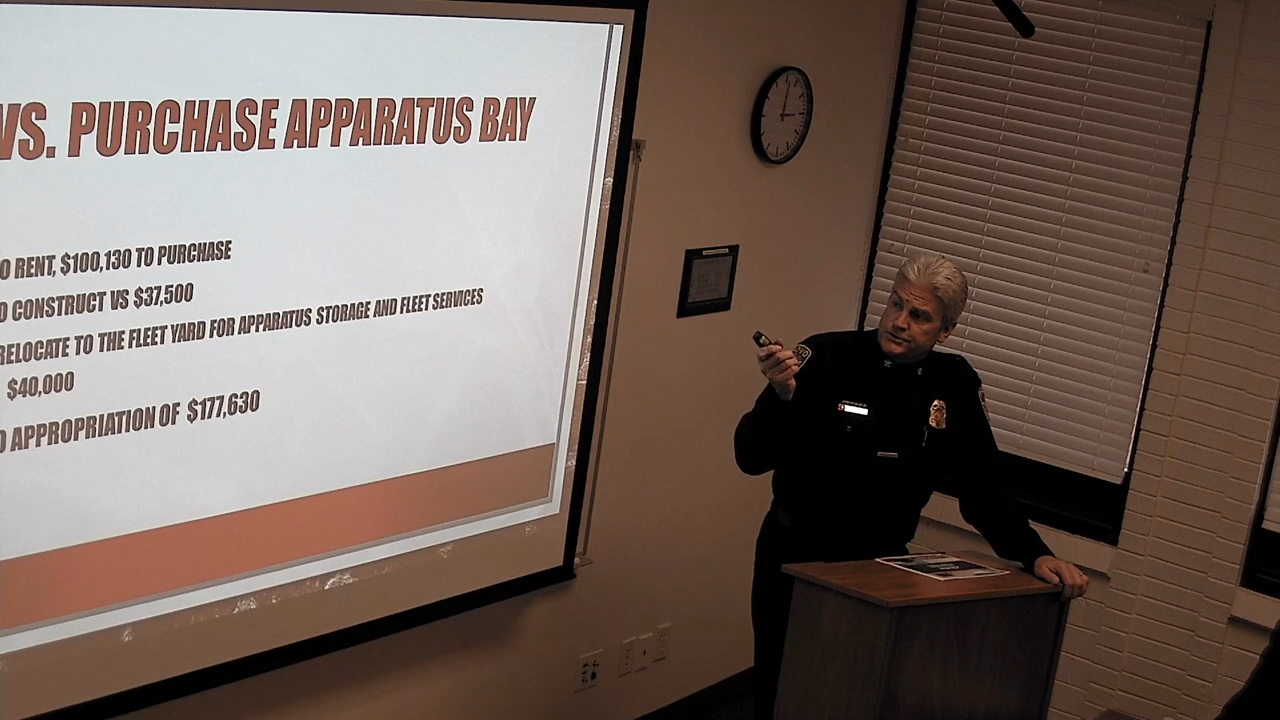 VS. PURCHASE APPARATUS BAY
O RENT, $100,130 TO PURCHASE
CONSTRUCT VS $37,500
RELOCATE TO THE FLEET YARD FOR APPARATUS STORAGE AND FLEET SERVICES
$40,000
APPROPRIATION OF $177,630